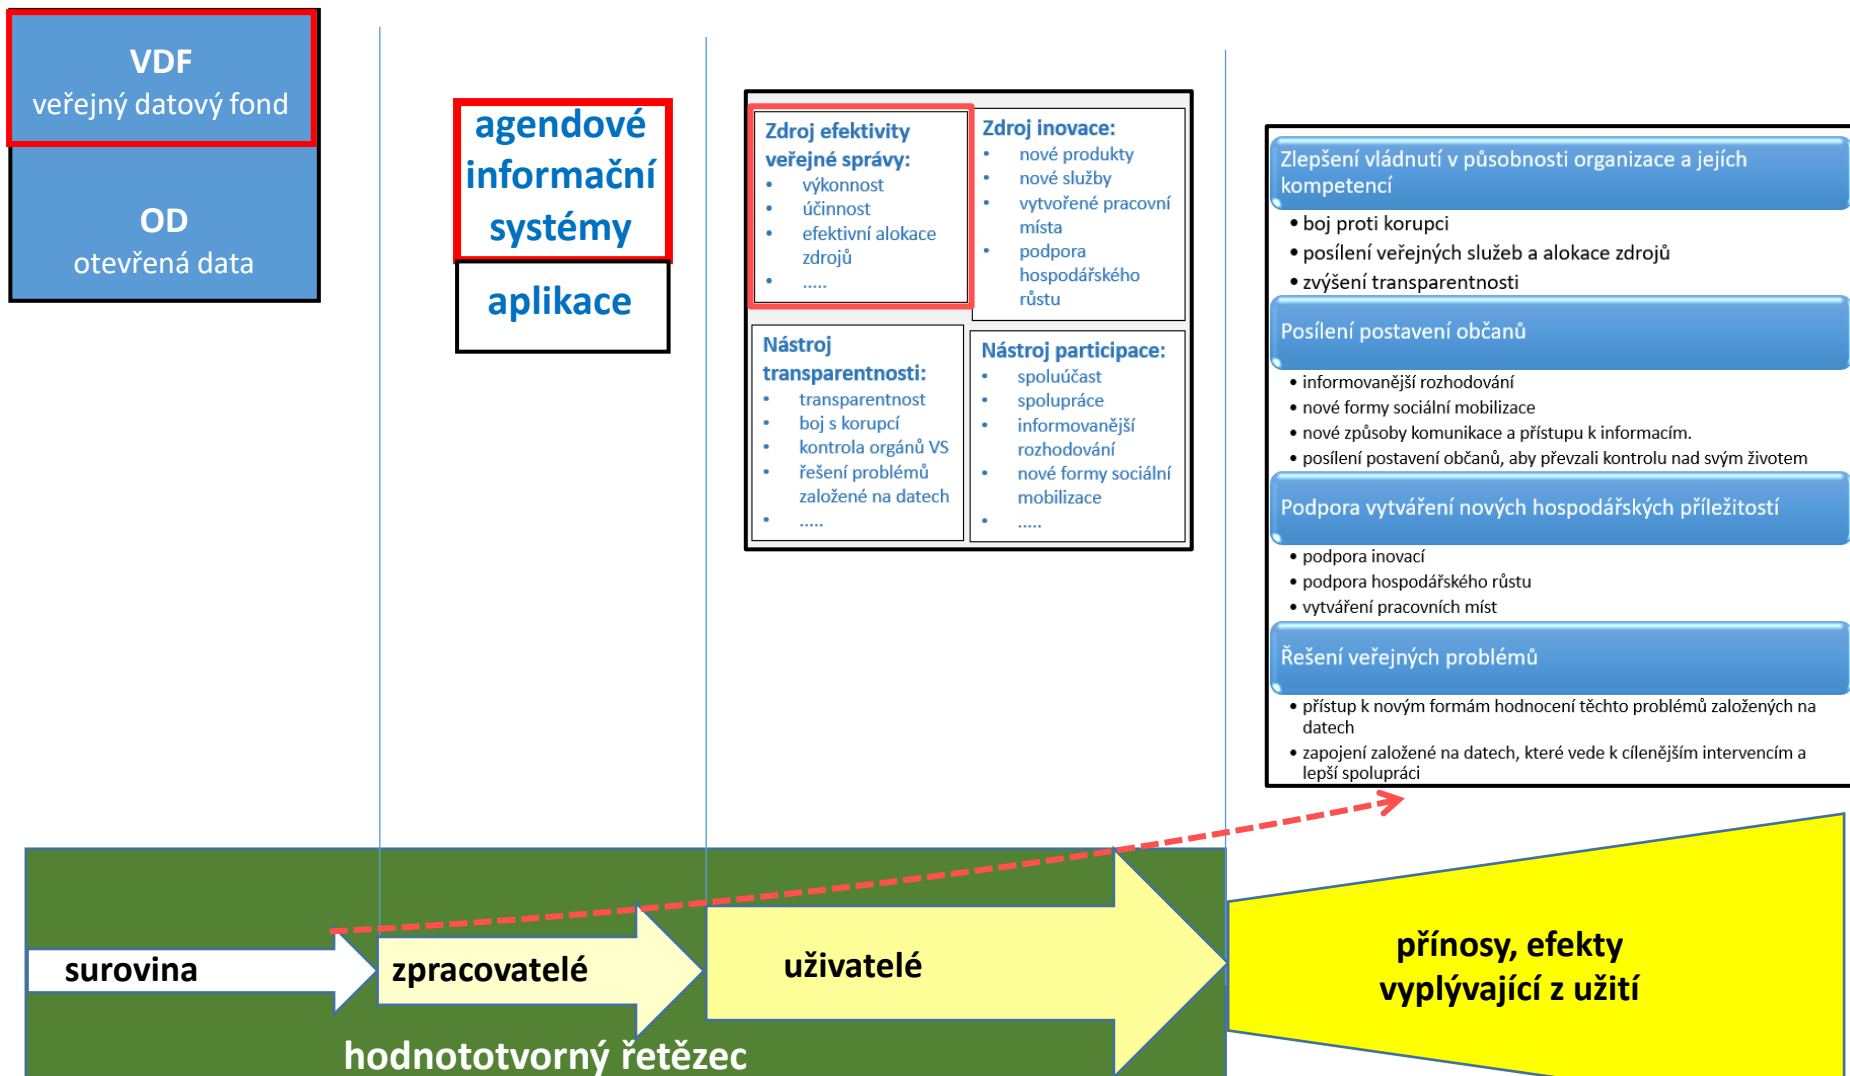 VDF
veřejný datový fond
OD
otevřená data
agendové
informační
systémy
aplikace
Zdroj efektivity
veřejné správy:
• výkonnost
• účinnost
• efektivní alokace
zdrojů
• .....
Zdroj inovace:
• nové produkty
• nové služby
• vytvořené pracovní
místa
• podpora
hospodářského
růstu
Nástroj
transparentnosti:
• transparentnost
• boj s korupcí
• kontrola orgánů VS
• řešení problémů
založené na datech
• .....
Nástroj participace:
• spoluúčast
• spolupráce
• informovanější
rozhodování
• nové formy sociální
mobilizace
• .....
Zlepšení vládnutí v působnosti organizace a jejích
kompetencí
• boj proti korupci
• posílení veřejných služeb a alokace zdrojů
• zvýšení transparentnosti
Posílení postavení občanů
• informovanější rozhodování
• nové formy sociální mobilizace
• nové způsoby komunikace a přístupu k informacím.
• posílení postavení občanů, aby převzali kontrolu nad svým životem
Podpora vytváření nových hospodářských příležitostí
• podpora inovací
• podpora hospodářského růstu
• vytváření pracovních míst
Řešení veřejných problémů
• přístup k novým formám hodnocení těchto problémů založených na
datech
• zapojení založené na datech, které vede k cílenějším intervencím a
lepší spolupráci
surovina
zpracovatelé
uživatelé
přínosy, efekty
vyplývající z užití
hodnototvorný řetězec